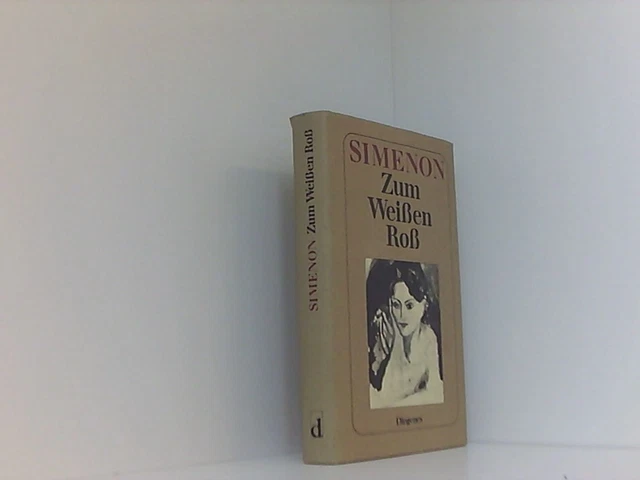 SIMENON
Zum
Weißen
Roß
Diogenes
SIMENON Zum Weißen Roß
d